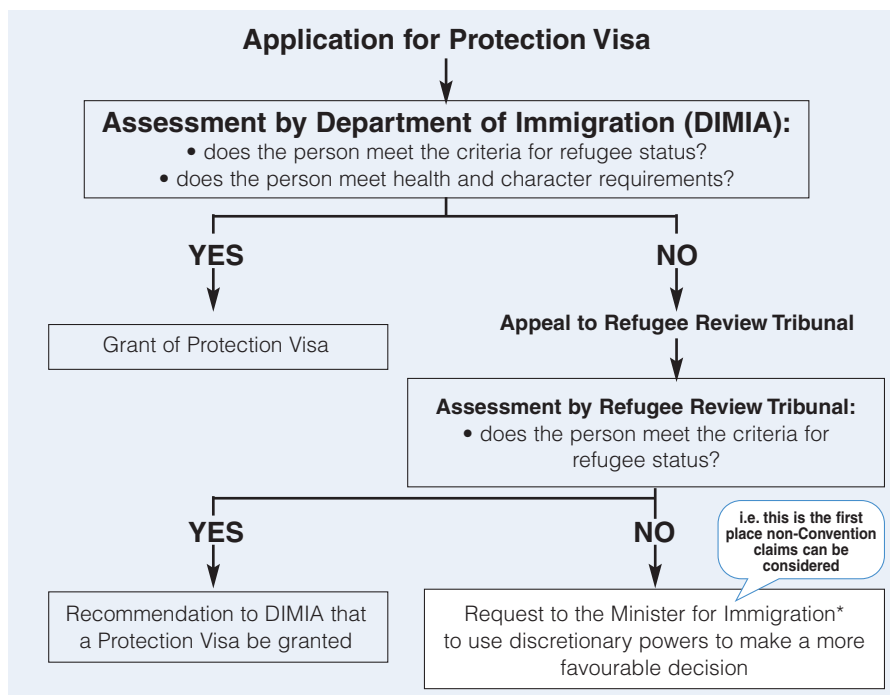 Application for Protection Visa
Assessment by Department of Immigration (DIMIA):
• does the person meet the criteria for refugee status?
• does the person meet health and character requirements?
YES
NO
Grant of Protection Visa
Appeal to Refugee Review Tribunal
Assessment by Refugee Review Tribunal:
• does the person meet the criteria for
refugee status?
YES
NO
i.e. this is the first
place non-Convention
claims can be
considered
Recommendation to DIMIA that
a Protection Visa be granted
Request to the Minister for Immigration*
to use discretionary powers to make a more
favourable decision